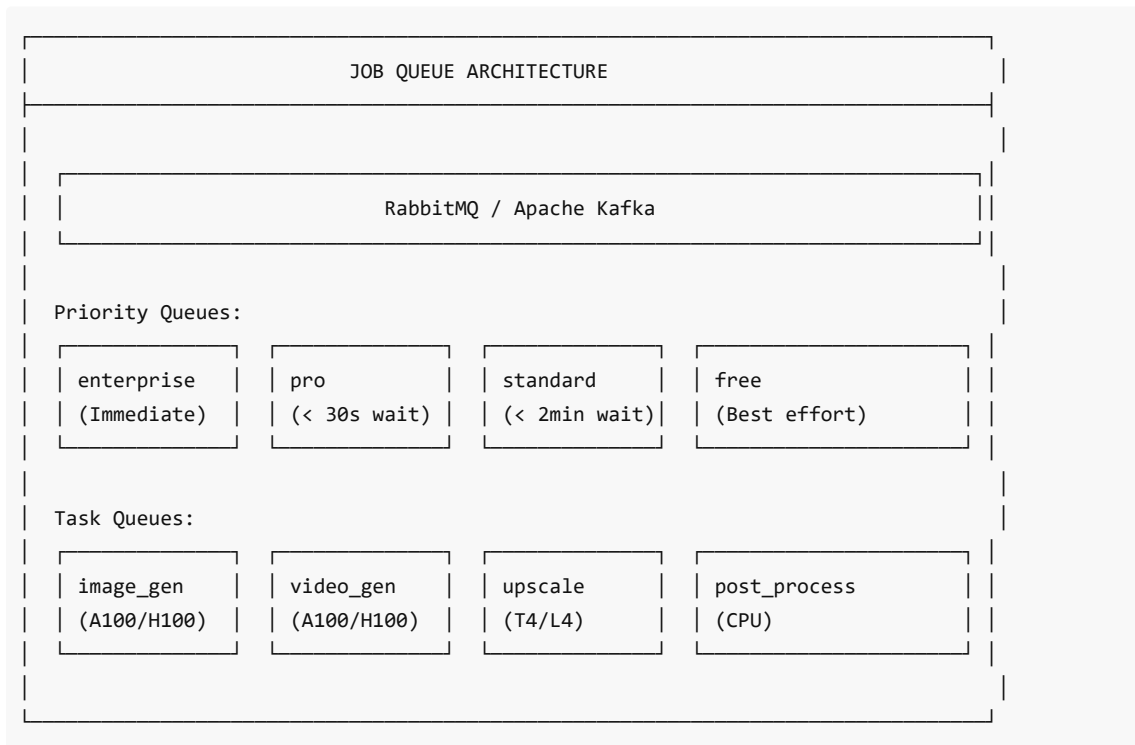 JOB QUEUE ARCHITECTURE
RabbitMQ / Apache Kafka
Priority Queues:
enterprise pro standard free
(Immediate) (< 30s wait) (< 2min wait) (Best effort)
Task Queues:
image_gen video_gen upscale post_process
(A100/H100) (A100/H100) (T4/L4) (CPU)